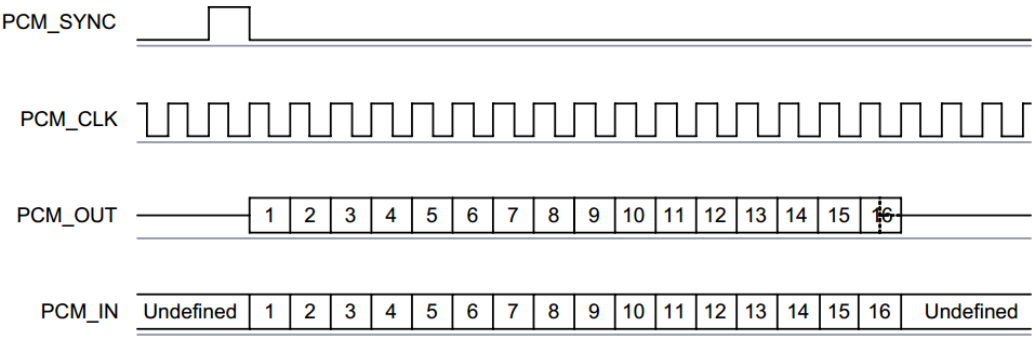 PCM_SYNC
PCM_CLK
PCM_OUT 1 2 3 4 5 6 7 8 9 10 11 12 13 14 15 16
PCM_IN Undefined 1 2 3 4 5 6 7 8 9 10 11 12 13 14 15 16 Undefined